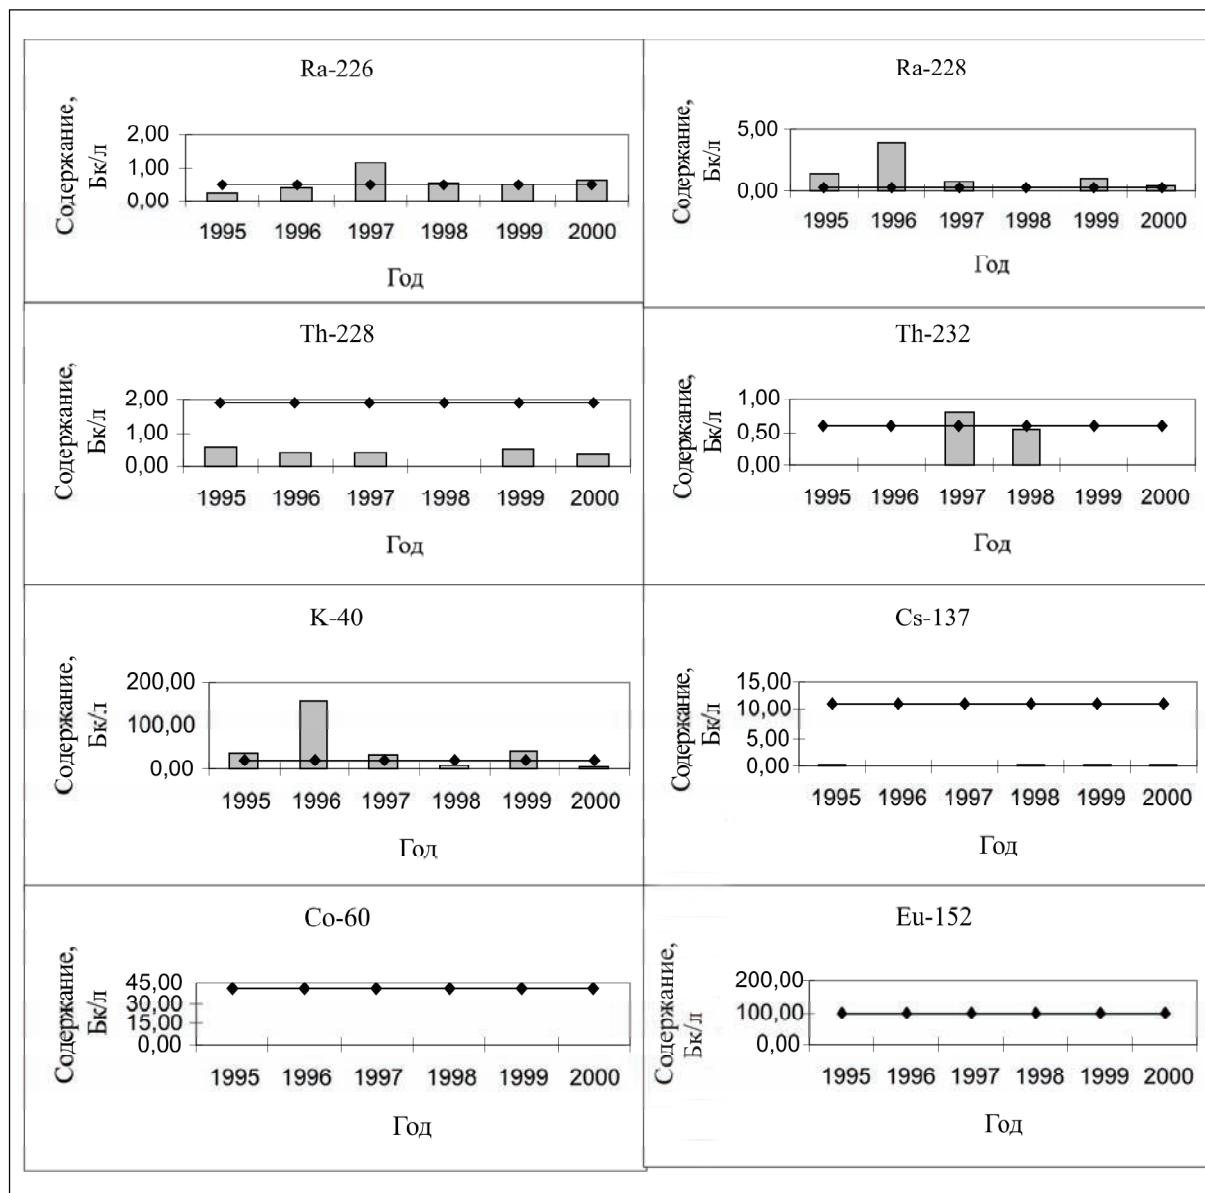 Ra-226
Содержание,
Бк/л
2,00
1,00
0,00
1995 1996 1997 1998 1999 2000
Год
Ra-228
Содержание,
Бк/л
5,00
0,00
1995 1996 1997 1998 1999 2000
Год
Th-228
Содержание,
Бк/л
2,00
1,00
0,00
1995 1996 1997 1998 1999 2000
Год
Th-232
Содержание,
Бк/л
1,00
0,50
0,00
1995 1996 1997 1998 1999 2000
Год
K-40
Содержание,
Бк/л
200,00
100,00
0,00
1995 1996 1997 1998 1999 2000
Год
Cs-137
Содержание,
Бк/л
15,00
10,00
5,00
0,00
1995 1996 1997 1998 1999 2000
Год
Co-60
Содержание,
Бк/л
45,00
30,00
15,00
0,00
1995 1996 1997 1998 1999 2000
Год
Eu-152
Содержание,
Бк/л
200,00
100,00
0,00
1995 1996 1997 1998 1999 2000
Год